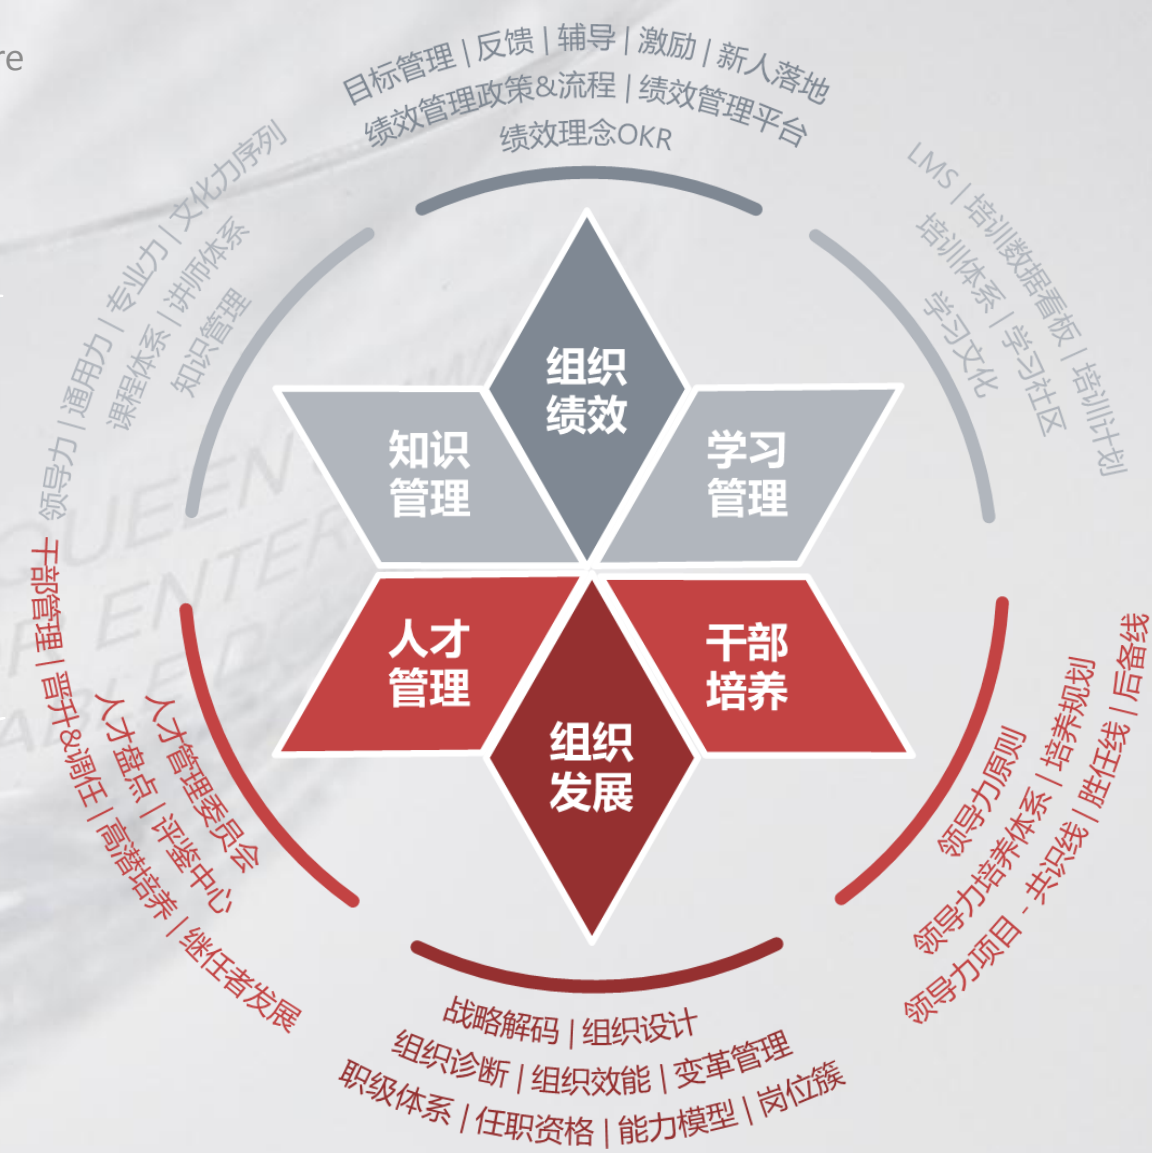 re
目标管理 | 反馈 | 辅导 | 激励 | 新人落地
绩效管理政策&流程 | 绩效管理平台
绩效理念OKR
LMS | 培训数据看板 | 培训计划
培训体系 | 学习社区
学习文化
领导力 | 通用力 | 专业力 | 文化力序列
课程体系 | 讲师体系
知识管理
组织
绩效
知识
管理
学习
管理
人才
管理
干部
培养
组织
发展
QUEEN
R ENTER
ABLE
人才管理委员会
人才盘点 | 评鉴中心
干部管理 | 晋升&调任 | 高潜培养 | 继任者发展
领导力原则
领导力培养体系 | 培养规划
领导力项目 - 共识线 | 胜任线 | 后备线
战略解码 | 组织设计
组织诊断 | 组织效能 | 变革管理
职级体系 | 任职资格 | 能力模型 | 岗位簇